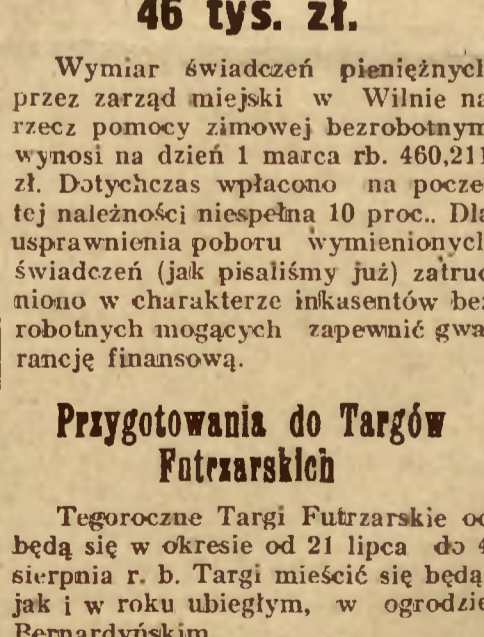 46 tys. zł.
Wymiar świadczeń pieniężnych
przez zarząd miejski w Wilnie na
rzecz pomocy zimowej bezrobotnym
wynosi na dzień 1 marca rb. 460,211
zł. Dotychczas wpłacono na pocze
tej należności niespełna 10 proc.. Dla
usprawnienia poboru wymienionych
świadczeń (jak pisaliśmy już) zatrud
niono w charakterze inkasentów bez
robotnych mogących zapewnić gwa
rancję finansową.
Przygotowania do Targów
Futrzarskich
Tegoroczne Targi Futrzarskie od
będą się w okresie od 21 lipca do 4
sierpnia r. b. Targi mieścić się będą,
jak i w roku ubiegłym, w ogrodzie
Bernardyńskim